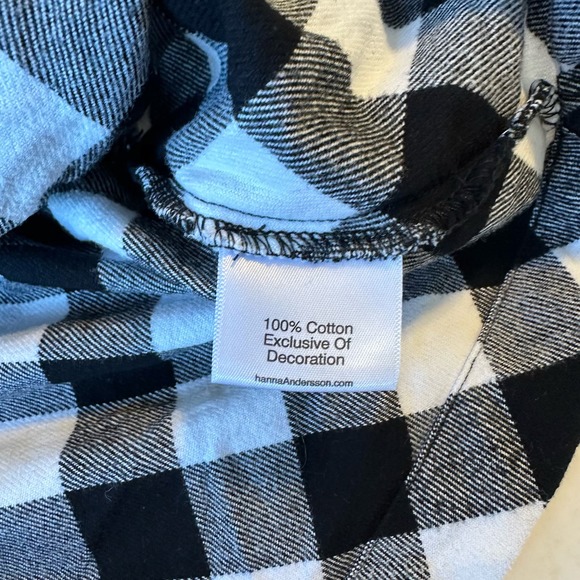 100% Cotton
Exclusive Of
Decoration
hannaAndersson.com